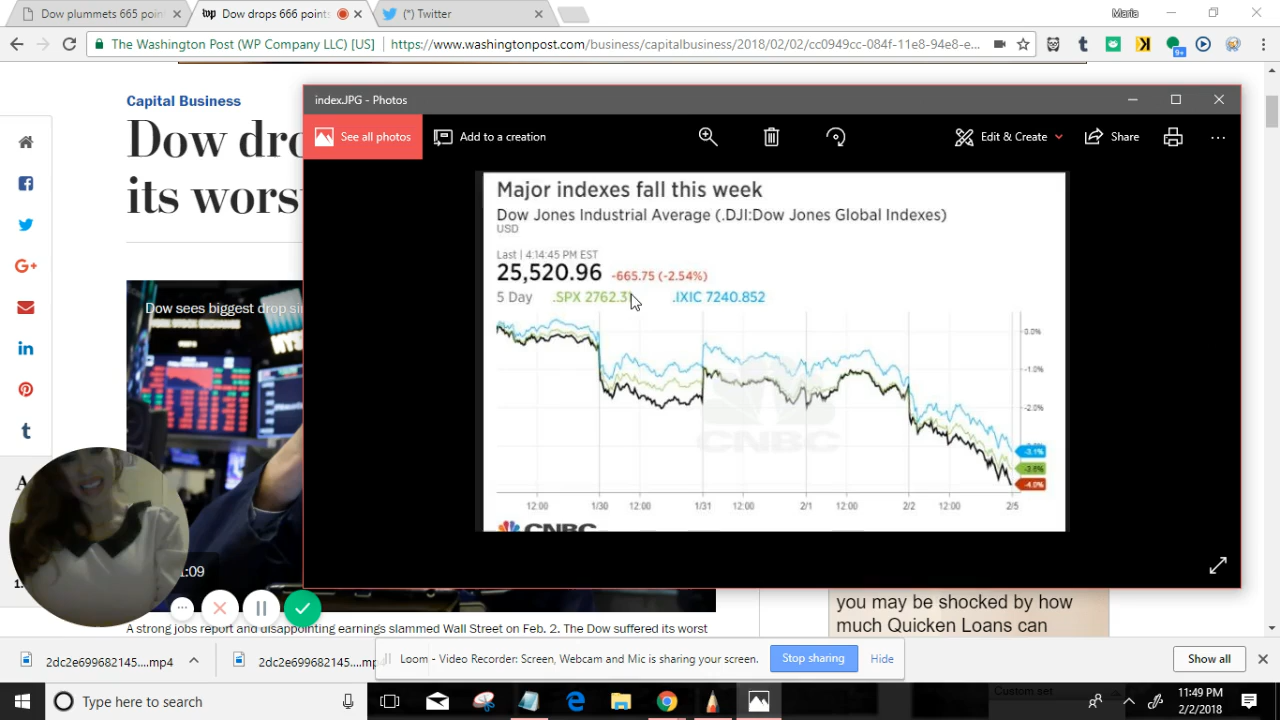 Dow plummets 665 poin
Dow drops 666 points
(*) Twitter
Maria
The Washington Post (WP Company LLC) [US]
https://www.washingtonpost.com/business/capitalbusiness/2018/02/02/cc0949cc-084f-11e8-94e8-e...
9+
Capital Business
Dow dro
its wors
Dow sees biggest drop si
:09
A strong jobs report and disappointing earnings slammed Wall Street on Feb. 2. The Dow suffered its worst
index.JPG - Photos
See all photos
Add to a creation
Edit & Create
Share
Major indexes fall this week
Dow Jones Industrial Average (.DJI:Dow Jones Global Indexes)
USD
Last | 4:14:45 PM EST
25,520.96 -665.75 (-2.54%)
5 Day .SPX 2762.3 .IXIC 7240.852
0.0%
-1.0%
-2.0%
-3.1%
-3.6%
-4.0%
CNBC
12:00 1/30 12:00 1/31 12:00 2/1 12:00 2/2 12:00 2/5
CNBC
you may be shocked by how
much Quicken Loans can
2dc2e699682145....mp4
2dc2e699682145....mp
Loom - Video Recorder: Screen, Webcam and Mic is sharing your screen.
Stop sharing
Hide
Show all
Type here to search
Custom set
11:49 PM
2/2/2018